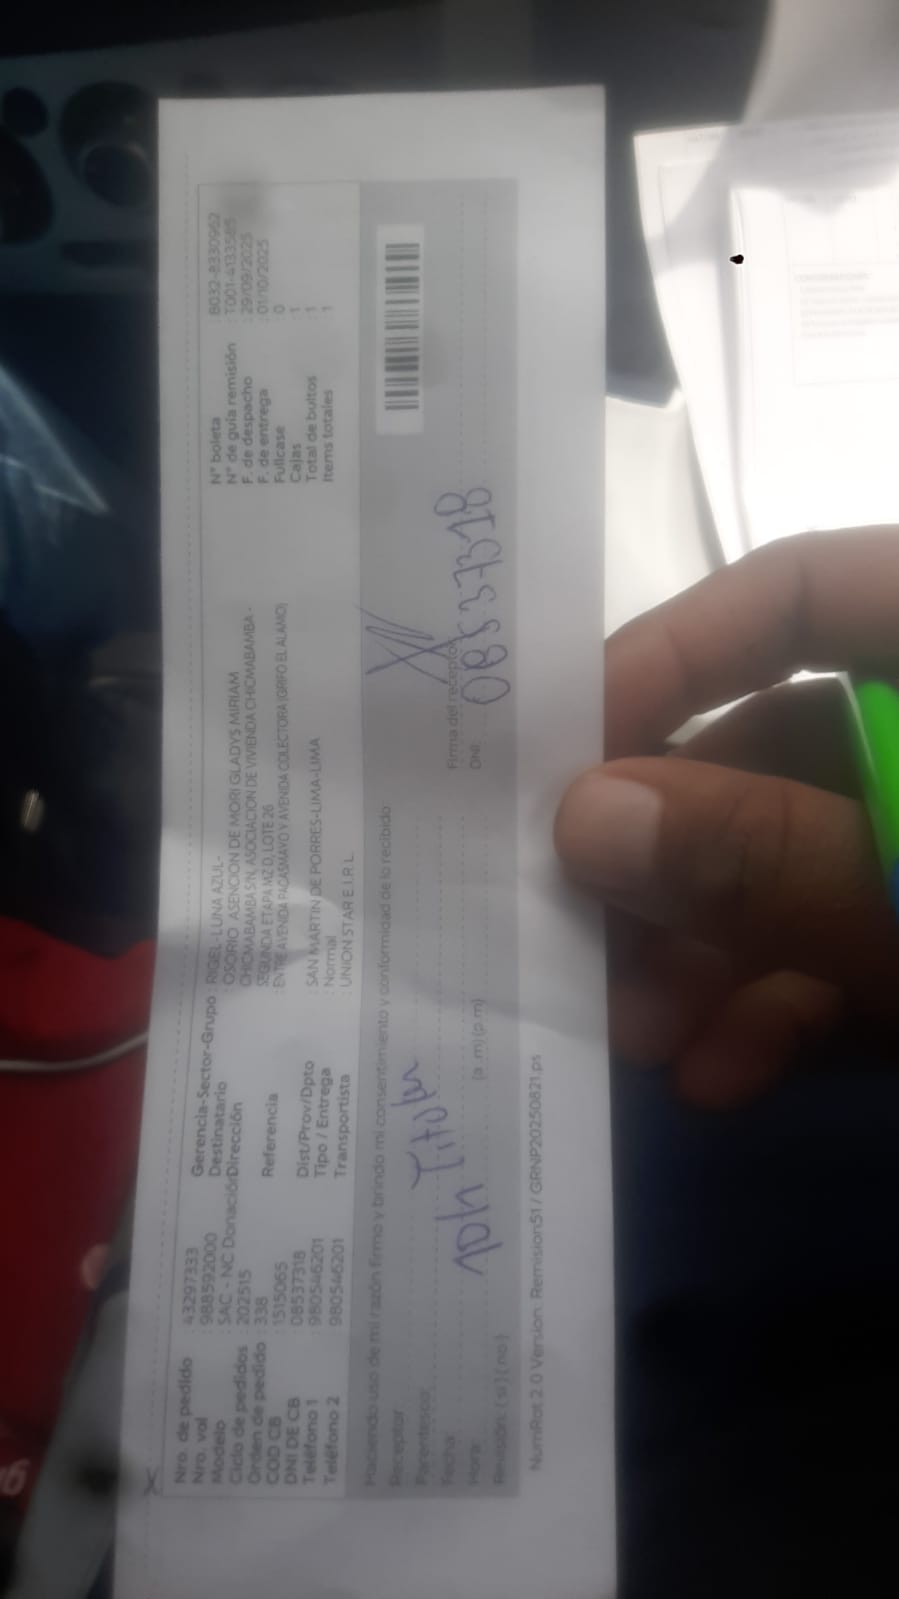 Nro. de pedido : 43297333
Nro. val : 988592000
Modelo : SAC - NC Donación
Ciclo de pedidos : 202515
Orden de pedido : 338
COD CB : 1515065
DNI DE CB : 08537318
Teléfono 1 : 980546201
Teléfono 2 : 980546201
Gerencia-Sector-Grupo : RIGEL - LUNA AZUL-
Destinatario : OSORIO ASENCION DE MORI GLADYS MIRIAM
Dirección : CHICMABAMBA S/N, ASOCIACION DE VIVIENDA CHICMABAMBA -
SEGUNDA ETAPA MZ D, LOTE 26
Referencia : ENTRE AVENIDA PACASMAYO Y AVENIDA COLECTORA (GRIFO EL ALAMO)
Dist/Prov/Dpto : SAN MARTIN DE PORRES-LIMA-LIMA
Tipo / Entrega : Normal
Transportista : UNION STAR E.I.R.L
N° boleta : B032-8330962
N° de guía remisión : T001-4133585
F. de despacho : 29/09/2025
F. de entrega : 01/10/2025
Fullcase : 0
Cajas : 1
Total de bultos : 1
Items totales : 1
Haciendo uso de mi razón firmo y brindo mi consentimiento y conformidad de lo recibido
Receptor
Parentesco: Titular
Fecha:
Hora: (a.m) (p.m)
Revisión: ( si ) ( no )
Firma del receptor
DNI: 08537318
NumRot 2.0 Version: Remision51 / GRNP20250821.ps